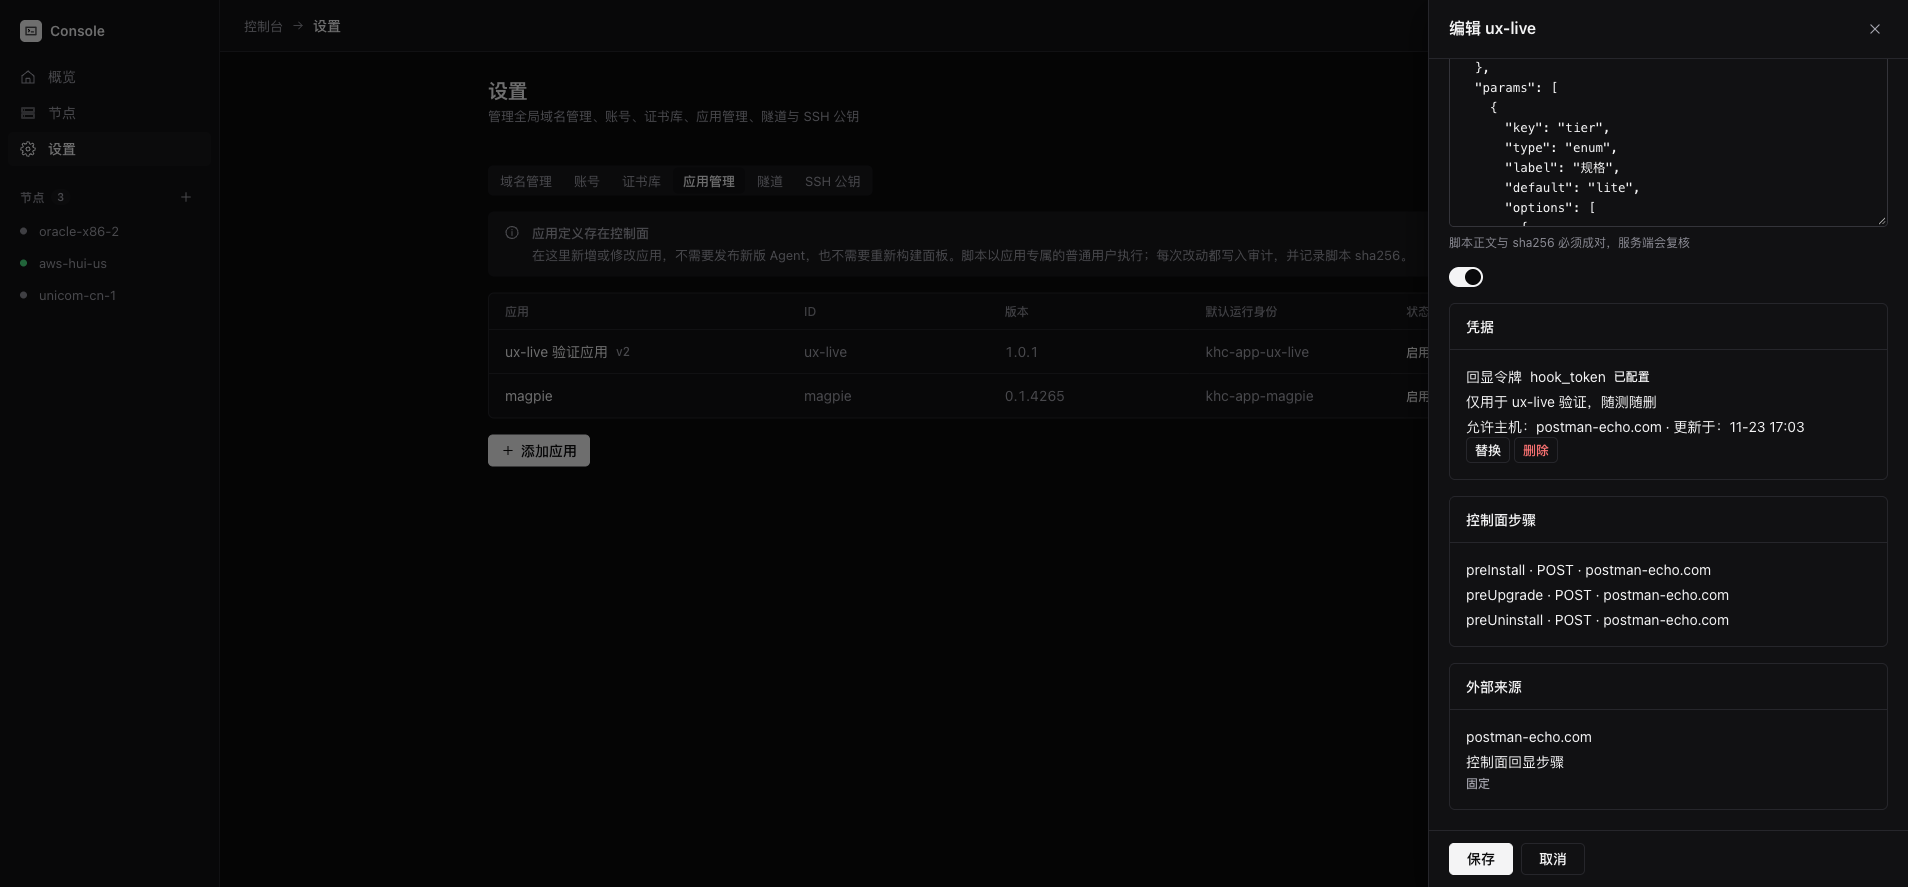 Console
概览
节点
设置
节点 3
oracle-x86-2
aws-hui-us
unicom-cn-1
控制台 → 设置
设置
管理全局域名管理、账号、证书库、应用管理、隧道与 SSH 公钥
域名管理 账号 证书库 应用管理 隧道 SSH 公钥
应用定义存在控制面
在这里新增或修改应用，不需要发布新版 Agent，也不需要重新构建面板。脚本以应用专属的普通用户执行；每次改动都写入审计，并记录脚本 sha256。
应用 ID 版本 默认运行身份 状态
ux-live 验证应用 v2 ux-live 1.0.1 khc-app-ux-live 启用
magpie magpie 0.1.4265 khc-app-magpie 启用
+ 添加应用
编辑 ux-live
},
"params": [
{
"key": "tier",
"type": "enum",
"label": "规格",
"default": "lite",
"options": [
{
脚本正文与 sha256 必须成对，服务端会复核
凭据
回显令牌 hook_token 已配置
仅用于 ux-live 验证，随测随删
允许主机：postman-echo.com · 更新于：11-23 17:03
替换 删除
控制面步骤
preInstall · POST · postman-echo.com
preUpgrade · POST · postman-echo.com
preUninstall · POST · postman-echo.com
外部来源
postman-echo.com
控制面回显步骤
固定
保存 取消